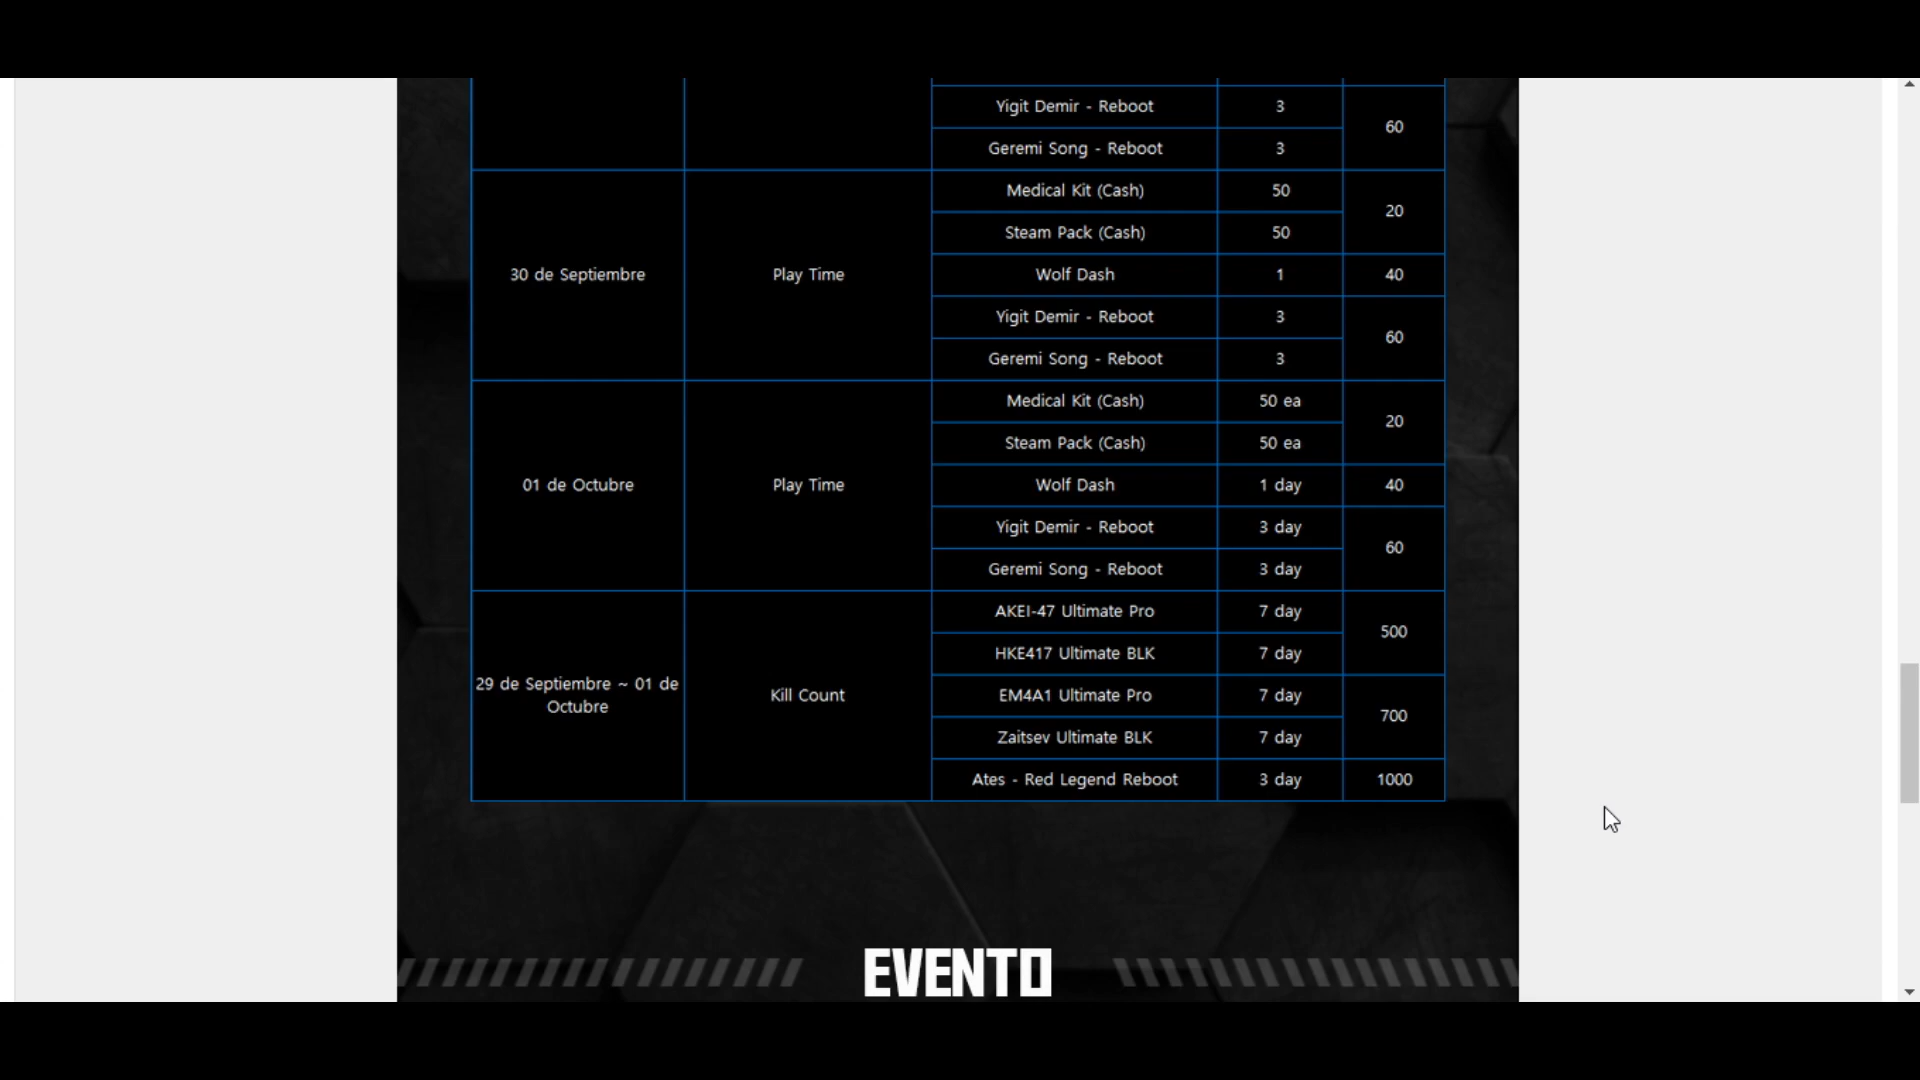 Yigit Demir - Reboot 3 60
Geremi Song - Reboot 3
Medical Kit (Cash) 50 20
Steam Pack (Cash) 50
30 de Septiembre Play Time Wolf Dash 1 40
Yigit Demir - Reboot 3 60
Geremi Song - Reboot 3
Medical Kit (Cash) 50 ea 20
Steam Pack (Cash) 50 ea
01 de Octubre Play Time Wolf Dash 1 day 40
Yigit Demir - Reboot 3 day 60
Geremi Song - Reboot 3 day
AKEI-47 Ultimate Pro 7 day 500
HKE417 Ultimate BLK 7 day
29 de Septiembre ~ 01 de
Octubre
Kill Count EM4A1 Ultimate Pro 7 day 700
Zaitsev Ultimate BLK 7 day
Ates - Red Legend Reboot 3 day 1000
EVENTO